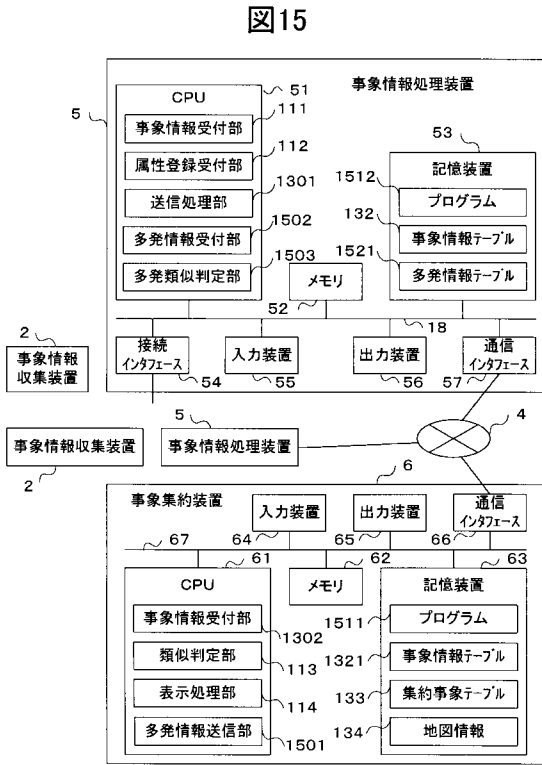 図15
事象情報処理装置
5
CPU
51
事象情報受付部
111
属性登録受付部
112
送信処理部
1301
多発情報受付部
1502
多発類似判定部
1503
53
記憶装置
1512
プログラム
132
事象情報テーブル
1521
多発情報テーブル
メモリ
52
18
接続
インタフェース
54
入力装置
55
出力装置
56
通信
インタフェース
57
2
事象情報
収集装置
事象情報収集装置
2
5
事象情報処理装置
4
6
事象集約装置
入力装置
64
出力装置
65
通信
インタフェース
66
67
61
CPU
事象情報受付部
1302
類似判定部
113
表示処理部
114
多発情報送信部
1501
メモリ
62
63
記憶装置
1511
プログラム
1321
事象情報テーブル
133
集約事象テーブル
134
地図情報